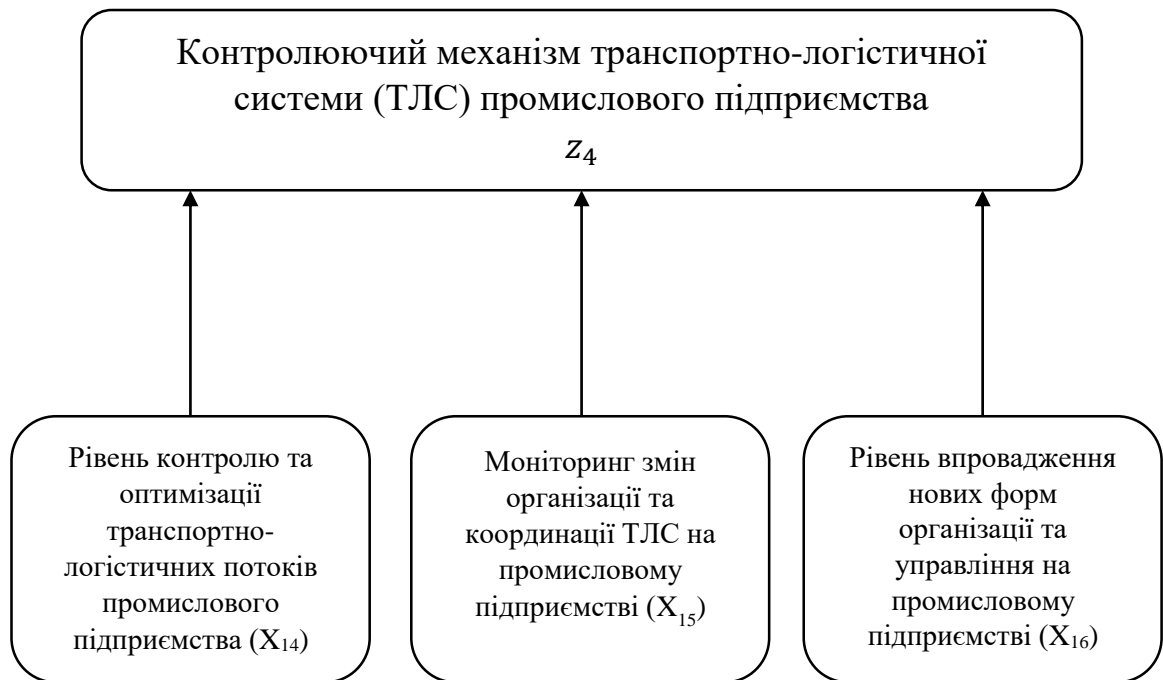 Контролюючий механізм транспортно-логістичної
системи (ТЛС) промислового підприємства
z₄
Рівень контролю та
оптимізації
транспортно-
логістичних потоків
промислового
підприємства (X₁₄)
Моніторинг змін
організації та
координації ТЛС на
промисловому
підприємстві (X₁₅)
Рівень впровадження
нових форм
організації та
управління на
промисловому
підприємстві (X₁₆)